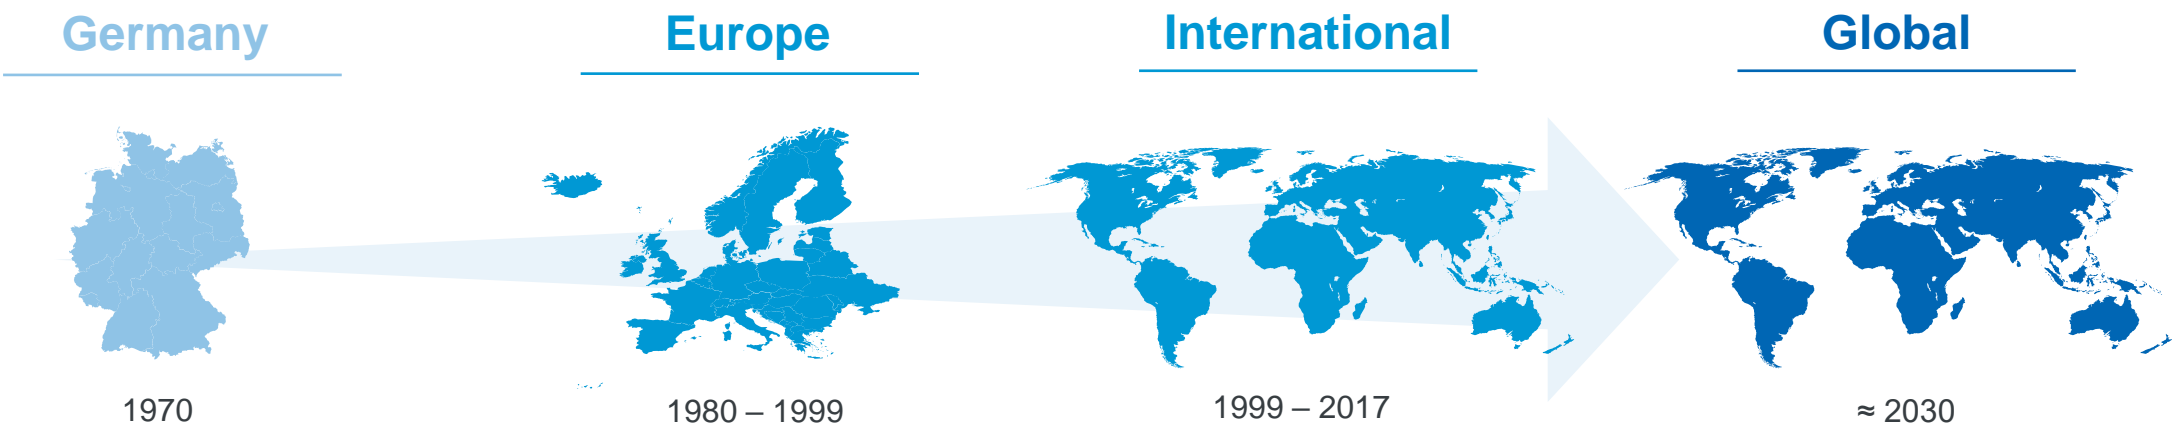 Germany
Europe
International
Global
1970
1980 – 1999
1999 – 2017
≈ 2030